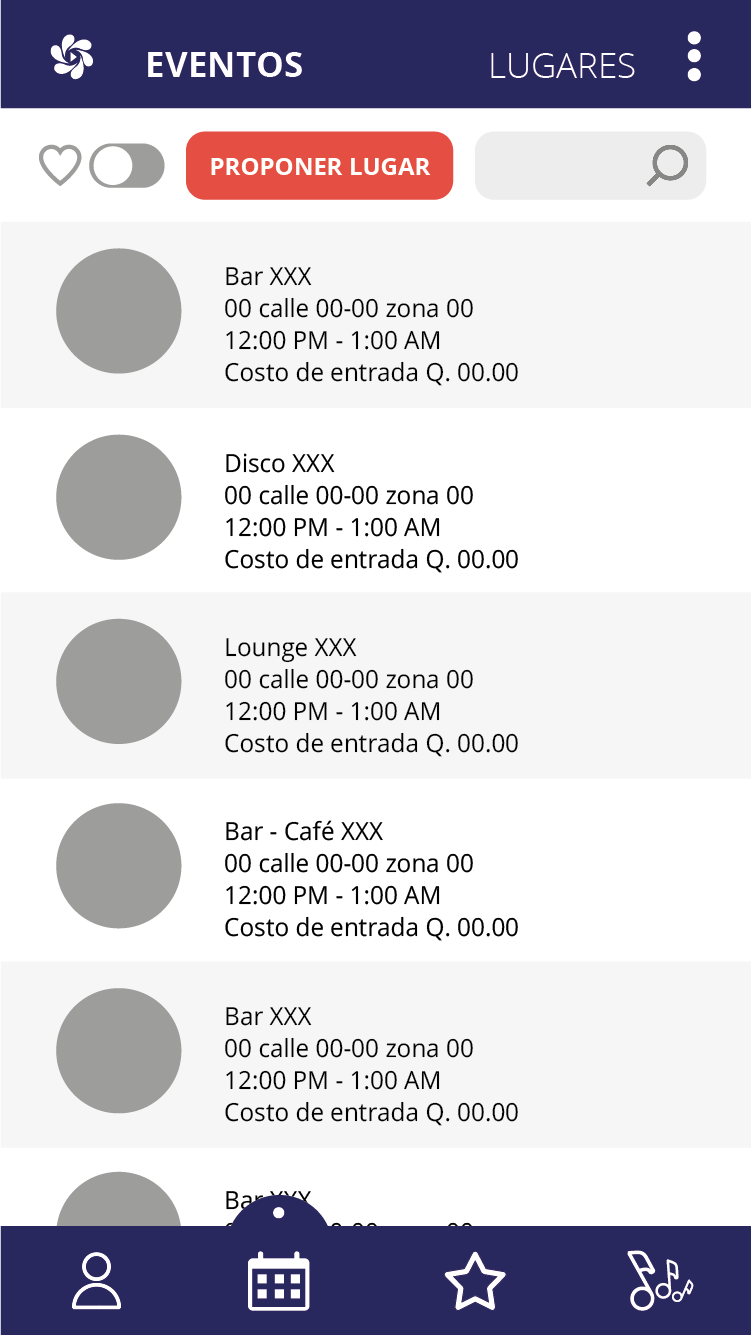 EVENTOS
LUGARES
PROPONER LUGAR
Bar XXX
00 calle 00-00 zona 00
12:00 PM - 1:00 AM
Costo de entrada Q. 00.00
Disco XXX
00 calle 00-00 zona 00
12:00 PM - 1:00 AM
Costo de entrada Q. 00.00
Lounge XXX
00 calle 00-00 zona 00
12:00 PM - 1:00 AM
Costo de entrada Q. 00.00
Bar - Café XXX
00 calle 00-00 zona 00
12:00 PM - 1:00 AM
Costo de entrada Q. 00.00
Bar XXX
00 calle 00-00 zona 00
12:00 PM - 1:00 AM
Costo de entrada Q. 00.00
Bar XXX